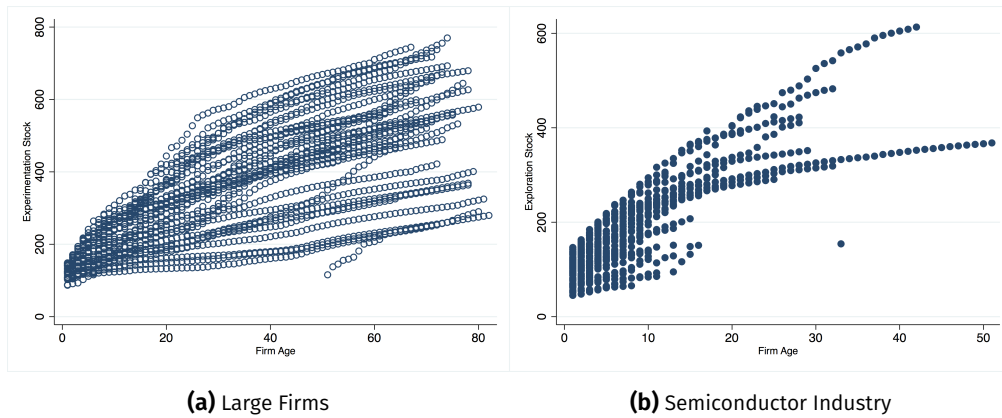 Experimentation Stock
800
600
400
200
0
0 20 40 60 80
Firm Age
(a) Large Firms
Exploration Stock
600
400
200
0
0 10 20 30 40 50
Firm Age
(b) Semiconductor Industry